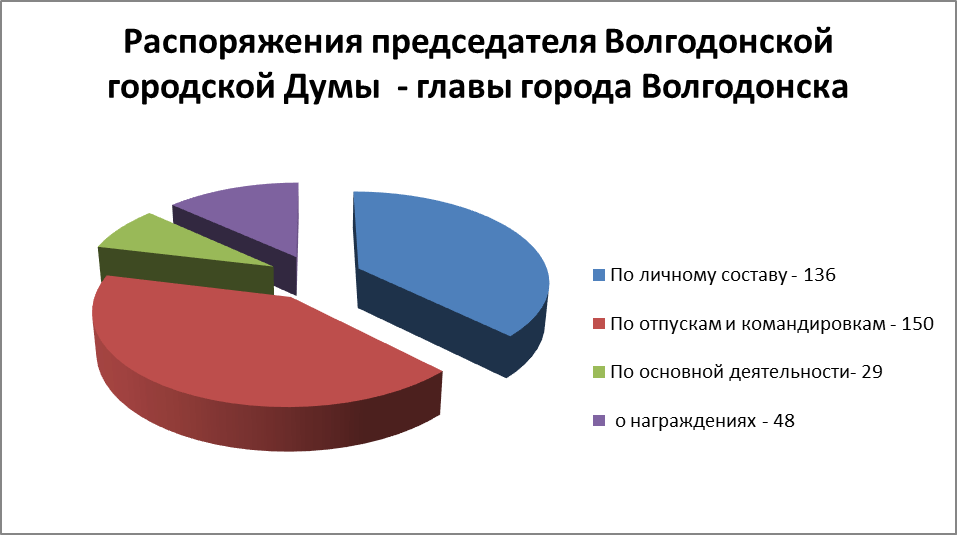 Распоряжения председателя Волгодонской
городской Думы  - главы города Волгодонска
По личному составу - 136
По отпускам и командировкам - 150
По основной деятельности- 29
о награждениях - 48